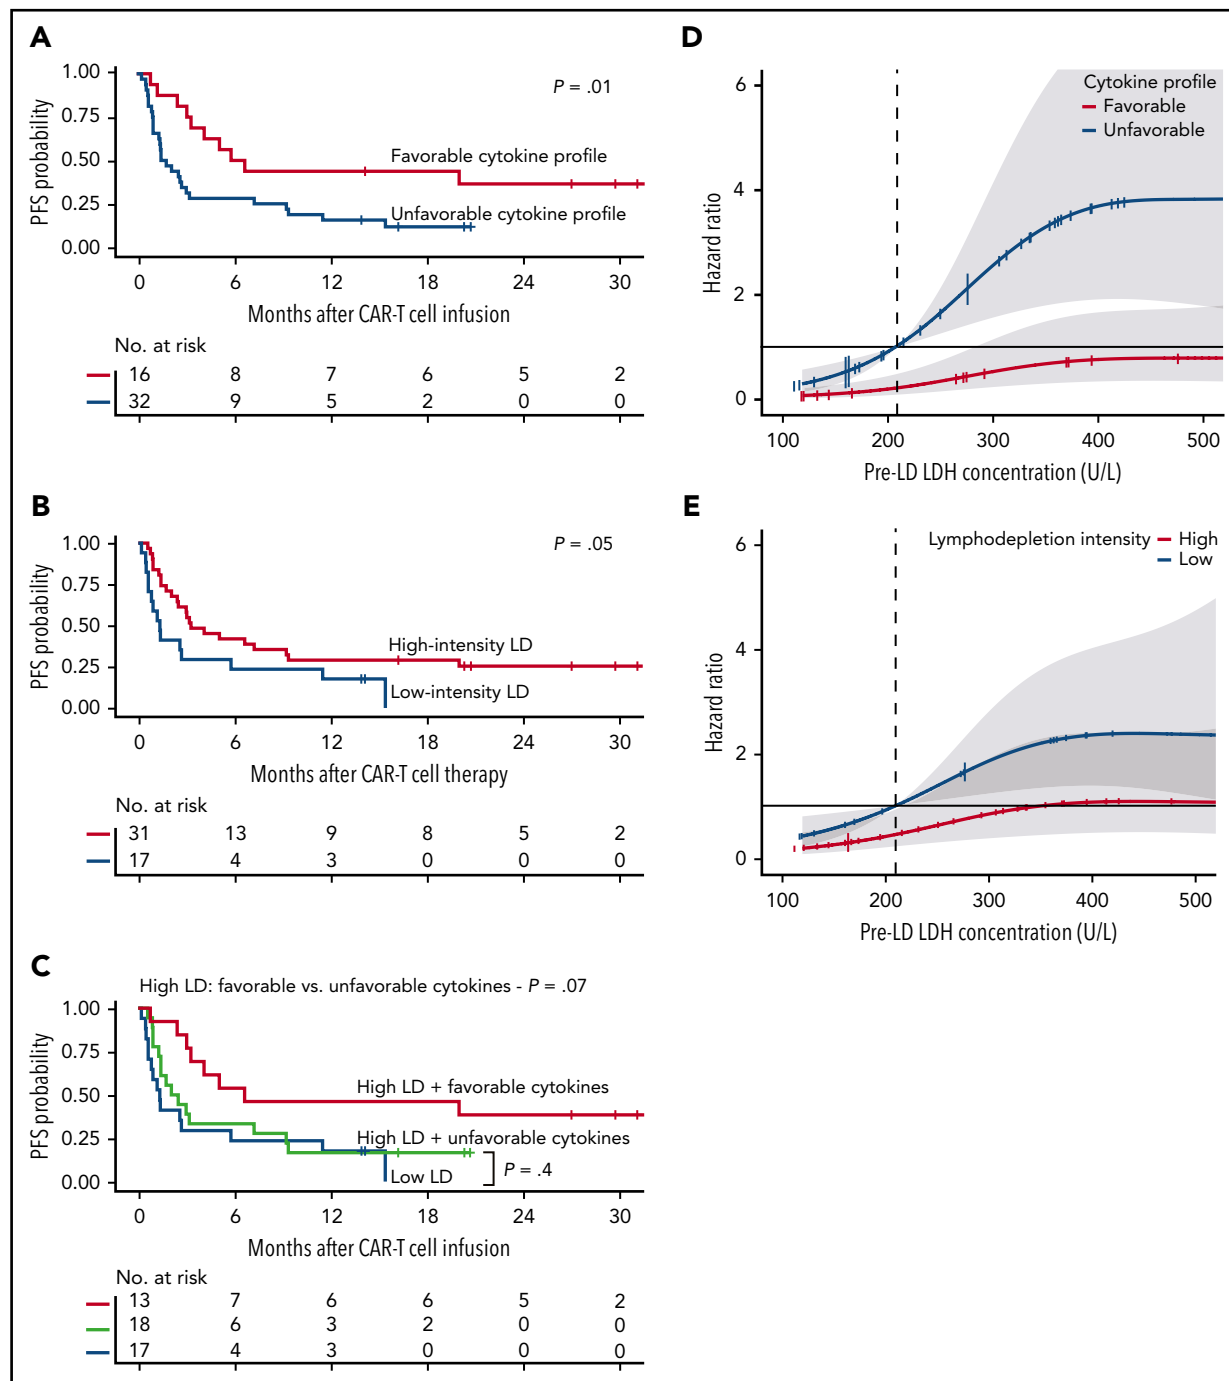 A
PFS probability
1.00
0.75
0.50
0.25
0.00
P = .01
Favorable cytokine profile
Unfavorable cytokine profile
0 6 12 18 24 30
Months after CAR-T cell infusion
No. at risk
16 8 7 6 5 2
32 9 5 2 0 0
B
PFS probability
1.00
0.75
0.50
0.25
0.00
P = .05
High-intensity LD
Low-intensity LD
0 6 12 18 24 30
Months after CAR-T cell therapy
No. at risk
31 13 9 8 5 2
17 4 3 0 0 0
C
High LD: favorable vs. unfavorable cytokines - P = .07
PFS probability
1.00
0.75
0.50
0.25
0.00
High LD + favorable cytokines
High LD + unfavorable cytokines
Low LD
P = .4
0 6 12 18 24 30
Months after CAR-T cell infusion
No. at risk
13 7 6 6 5 2
18 6 3 2 0 0
17 4 3 0 0 0
D
Hazard ratio
6
4
2
0
Cytokine profile
Favorable
Unfavorable
100 200 300 400 500
Pre-LD LDH concentration (U/L)
E
Hazard ratio
6
4
2
0
Lymphodepletion intensity
High
Low
100 200 300 400 500
Pre-LD LDH concentration (U/L)